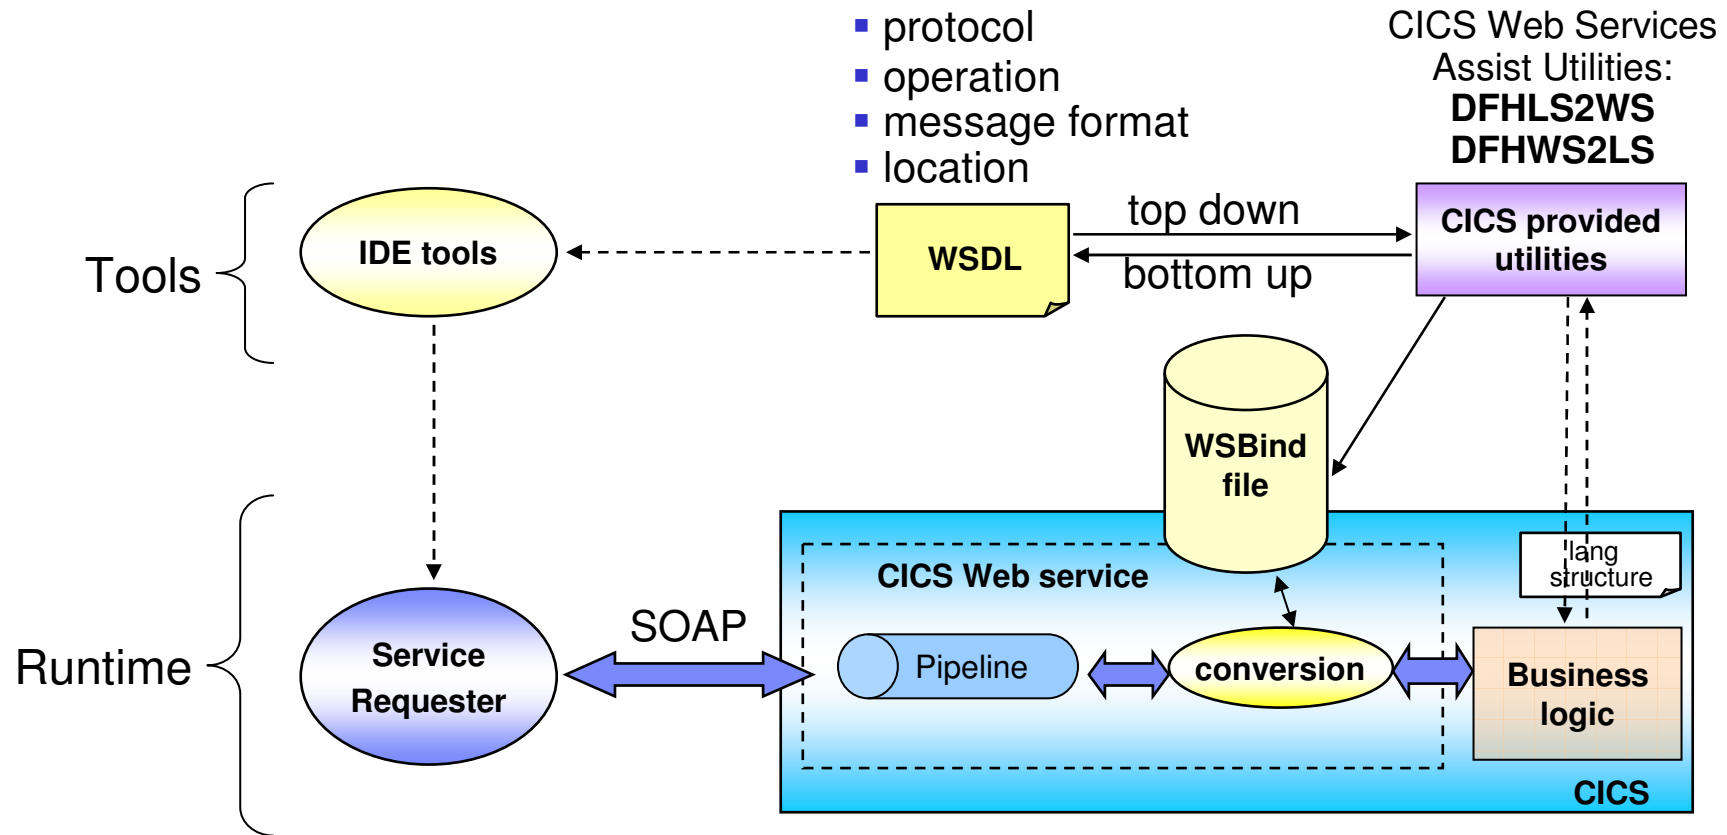 protocol
operation
message format
location
CICS Web Services
Assist Utilities:
DFHLS2WS
DFHWS2LS
Tools
IDE tools
WSDL
top down
bottom up
CICS provided
utilities
WSBind
file
Runtime
Service
Requester
SOAP
CICS Web service
Pipeline
conversion
lang
structure
Business
logic
CICS